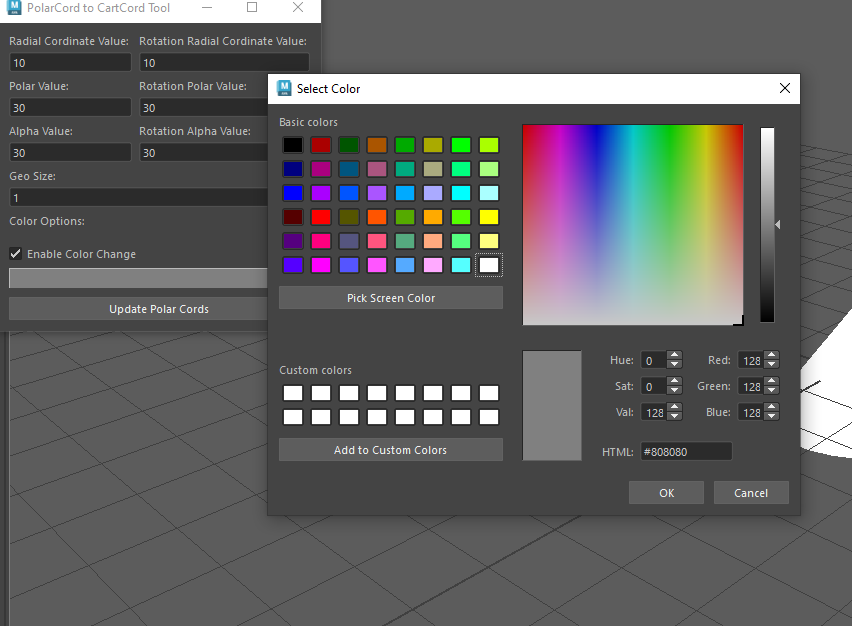 PolarCord to CartCord Tool
Radial Cordinate Value: Rotation Radial Cordinate Value:
10 10
Polar Value: Rotation Polar Value:
30 30
Alpha Value: Rotation Alpha Value:
30 30
Geo Size:
1
Color Options:
Enable Color Change
Update Polar Cords
Select Color
Basic colors
Pick Screen Color
Custom colors
Add to Custom Colors
Hue: 0 Red: 128
Sat: 0 Green: 128
Val: 128 Blue: 128
HTML: #808080
OK Cancel